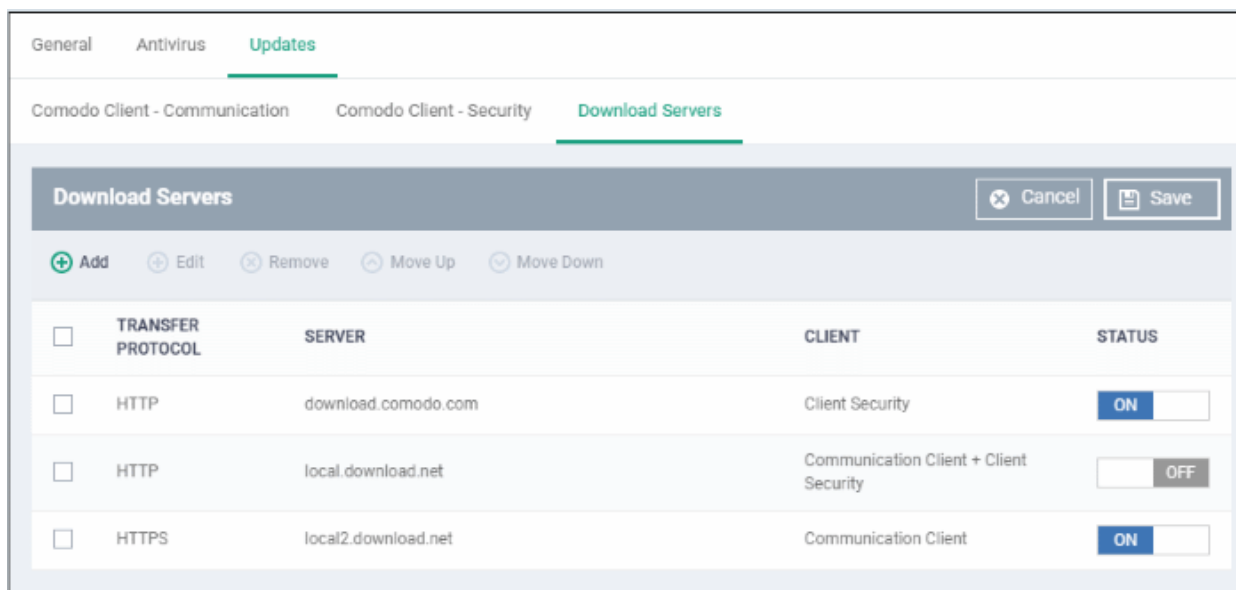 General Antivirus Updates
Comodo Client - Communication Comodo Client - Security Download Servers
Download Servers Cancel Save
Add Edit Remove Move Up Move Down
TRANSFER
PROTOCOL SERVER CLIENT STATUS
HTTP download.comodo.com Client Security ON
HTTP local.download.net Communication Client + Client
Security OFF
HTTPS local2.download.net Communication Client ON